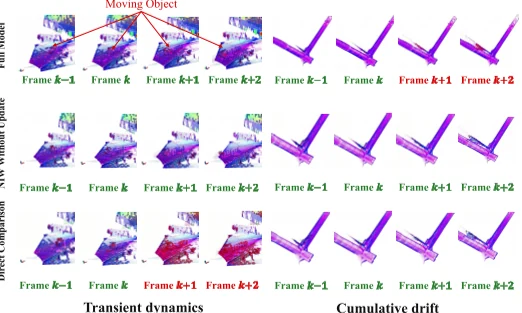 Moving Object
Full Model
Frame k−1 Frame k Frame k+1 Frame k+2 Frame k−1 Frame k Frame k+1 Frame k+2
NIW Without Update
Frame k−1 Frame k Frame k+1 Frame k+2 Frame k−1 Frame k Frame k+1 Frame k+2
Direct Comparison
Frame k−1 Frame k Frame k+1 Frame k+2 Frame k−1 Frame k Frame k+1 Frame k+2
Transient dynamics Cumulative drift